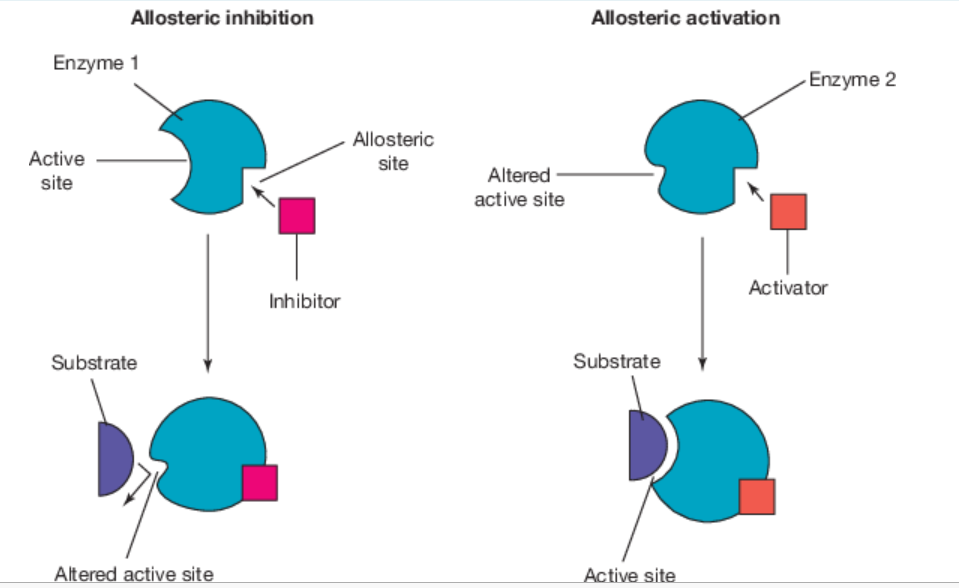 Allosteric inhibition
Enzyme 1
Active
site
Allosteric
site
Inhibitor
Substrate
Altered active site
Allosteric activation
Enzyme 2
Altered
active site
Activator
Substrate
Active site